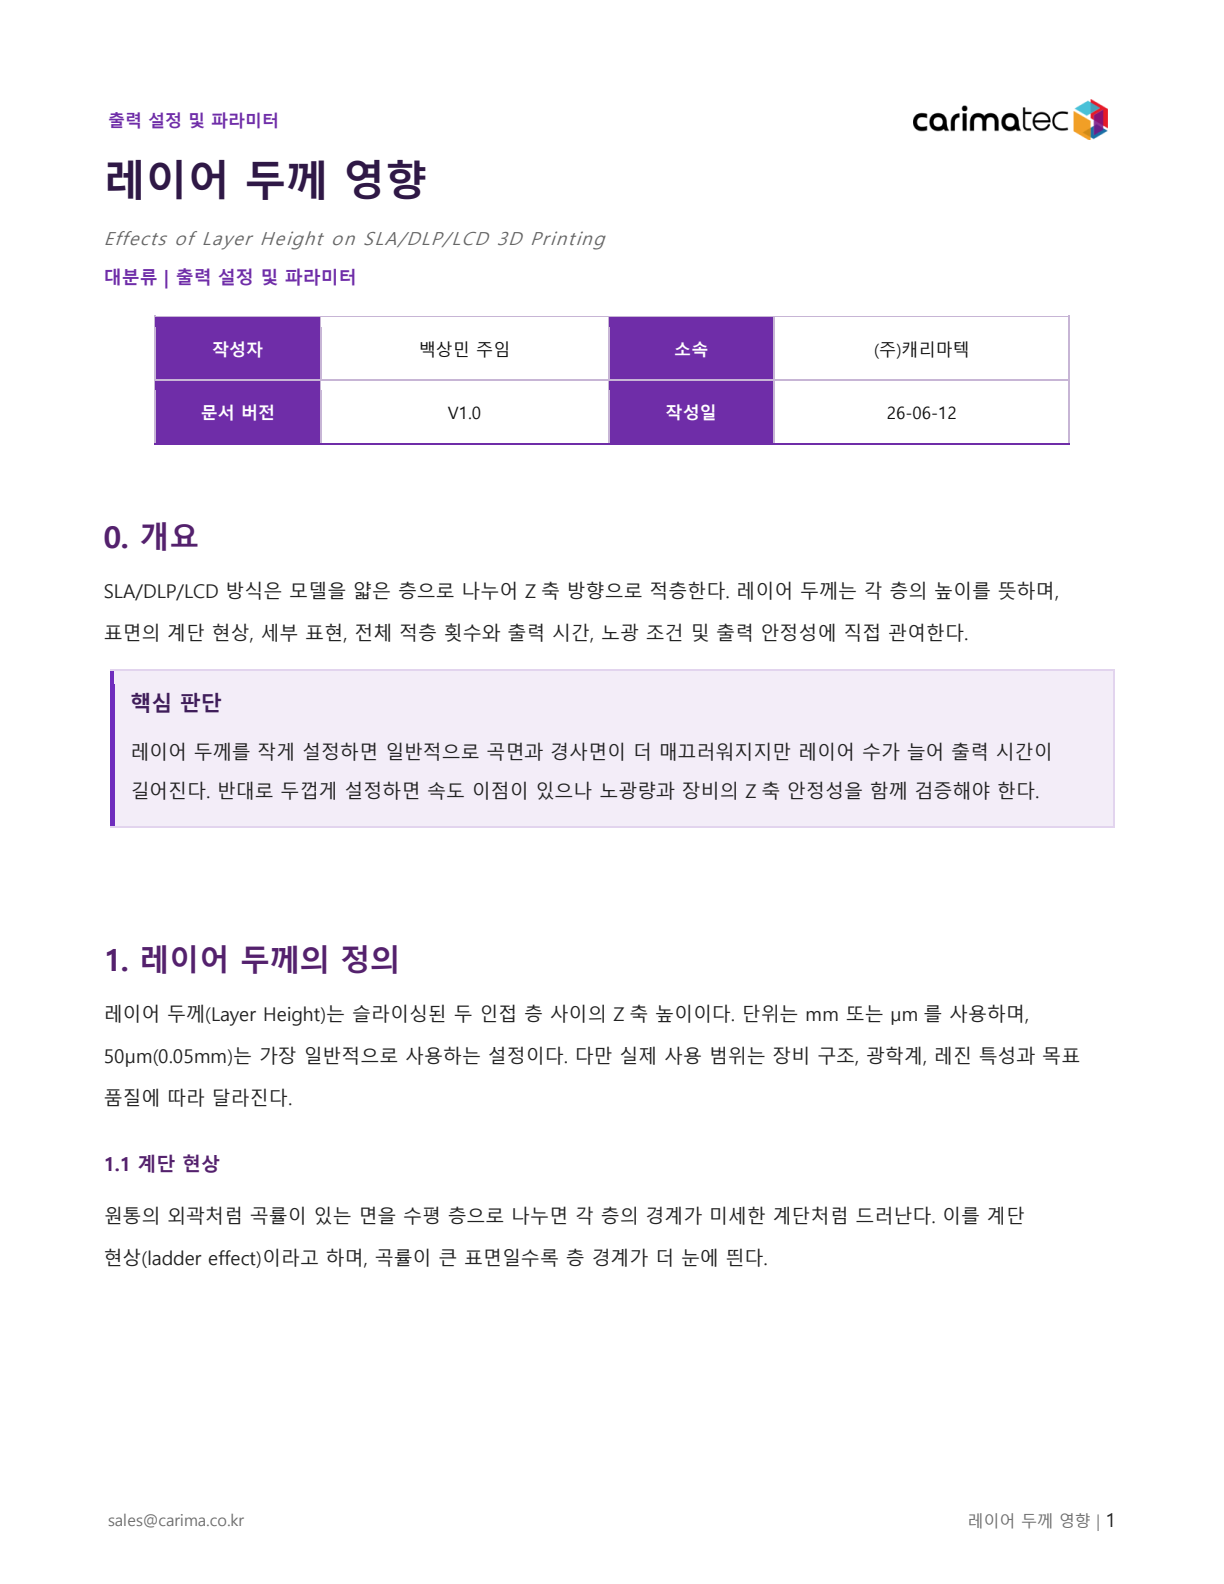 출력 설정 및 파라미터
carimatec
레이어 두께 영향
Effects of Layer Height on SLA/DLP/LCD 3D Printing
대분류 | 출력 설정 및 파라미터
작성자 백상민 주임 소속 (주)캐리마텍
문서 버전 V1.0 작성일 26-06-12
0. 개요
SLA/DLP/LCD 방식은 모델을 얇은 층으로 나누어 Z 축 방향으로 적층한다. 레이어 두께는 각 층의 높이를 뜻하며,
표면의 계단 현상, 세부 표현, 전체 적층 횟수와 출력 시간, 노광 조건 및 출력 안정성에 직접 관여한다.
핵심 판단
레이어 두께를 작게 설정하면 일반적으로 곡면과 경사면이 더 매끄러워지지만 레이어 수가 늘어 출력 시간이
길어진다. 반대로 두껍게 설정하면 속도 이점이 있으나 노광량과 장비의 Z 축 안정성을 함께 검증해야 한다.
1. 레이어 두께의 정의
레이어 두께(Layer Height)는 슬라이싱된 두 인접 층 사이의 Z 축 높이이다. 단위는 mm 또는 μm 를 사용하며,
50μm(0.05mm)는 가장 일반적으로 사용하는 설정이다. 다만 실제 사용 범위는 장비 구조, 광학계, 레진 특성과 목표
품질에 따라 달라진다.
1.1 계단 현상
원통의 외곽처럼 곡률이 있는 면을 수평 층으로 나누면 각 층의 경계가 미세한 계단처럼 드러난다. 이를 계단
현상(ladder effect)이라고 하며, 곡률이 큰 표면일수록 층 경계가 더 눈에 띈다.
sales@carima.co.kr
레이어 두께 영향 | 1